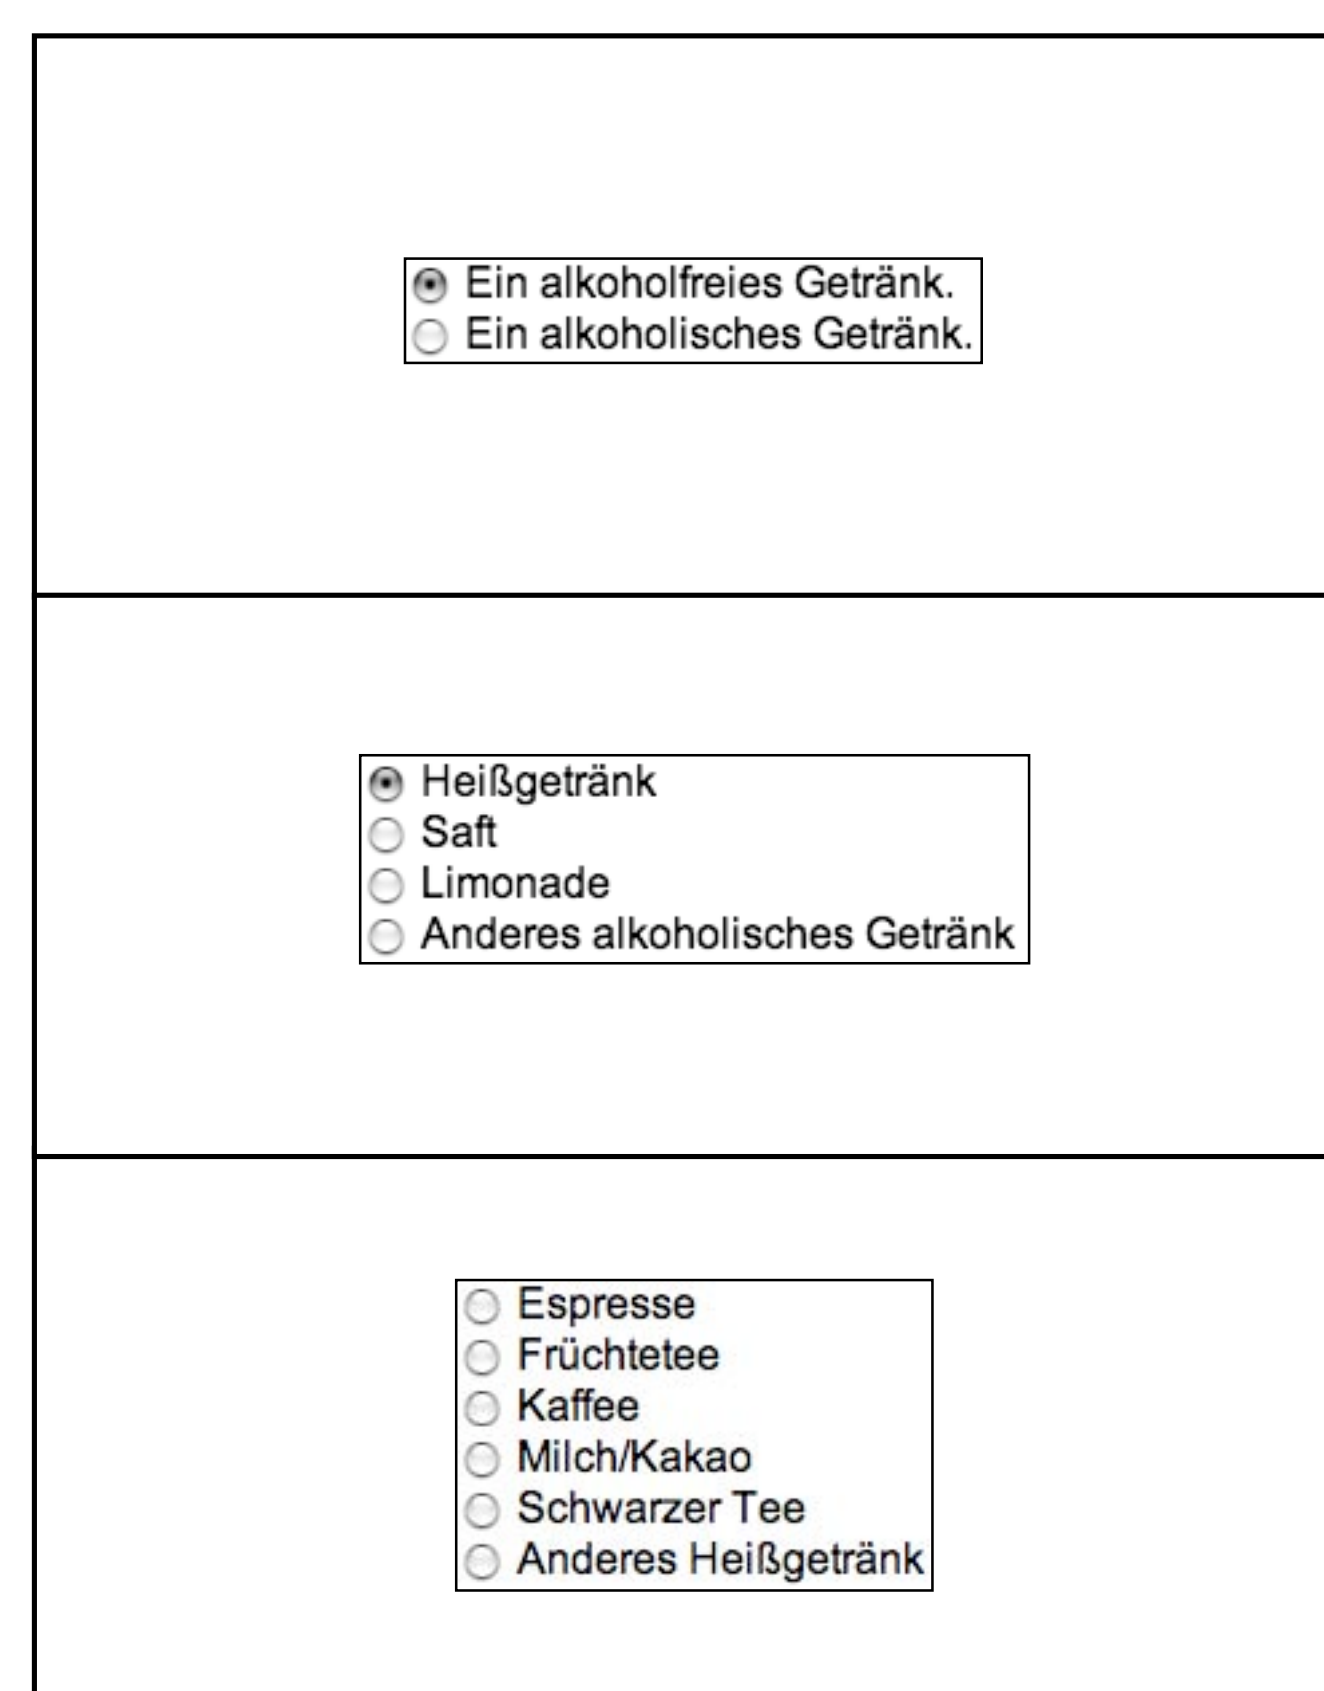 Ein alkoholfreies Getränk.
Ein alkoholisches Getränk.
Heißgetränk
Saft
Limonade
Anderes alkoholisches Getränk
Espresse
Früchtetee
Kaffee
Milch/Kakao
Schwarzer Tee
Anderes Heißgetränk